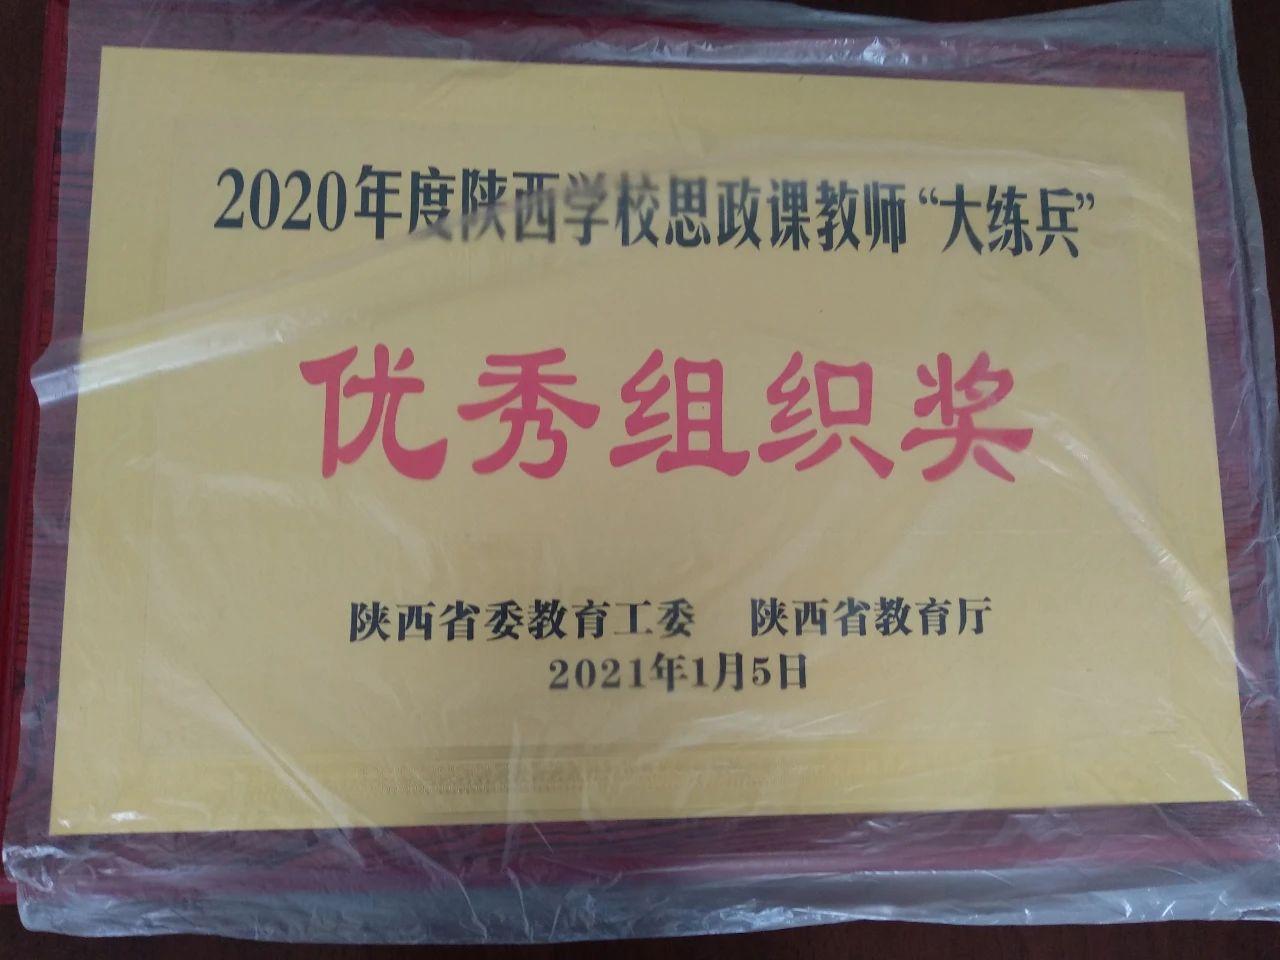 2020年度陕西学校思政课教师“大练兵”
优秀组织奖
陕西省委教育工委 陕西省教育厅
2021年1月5日